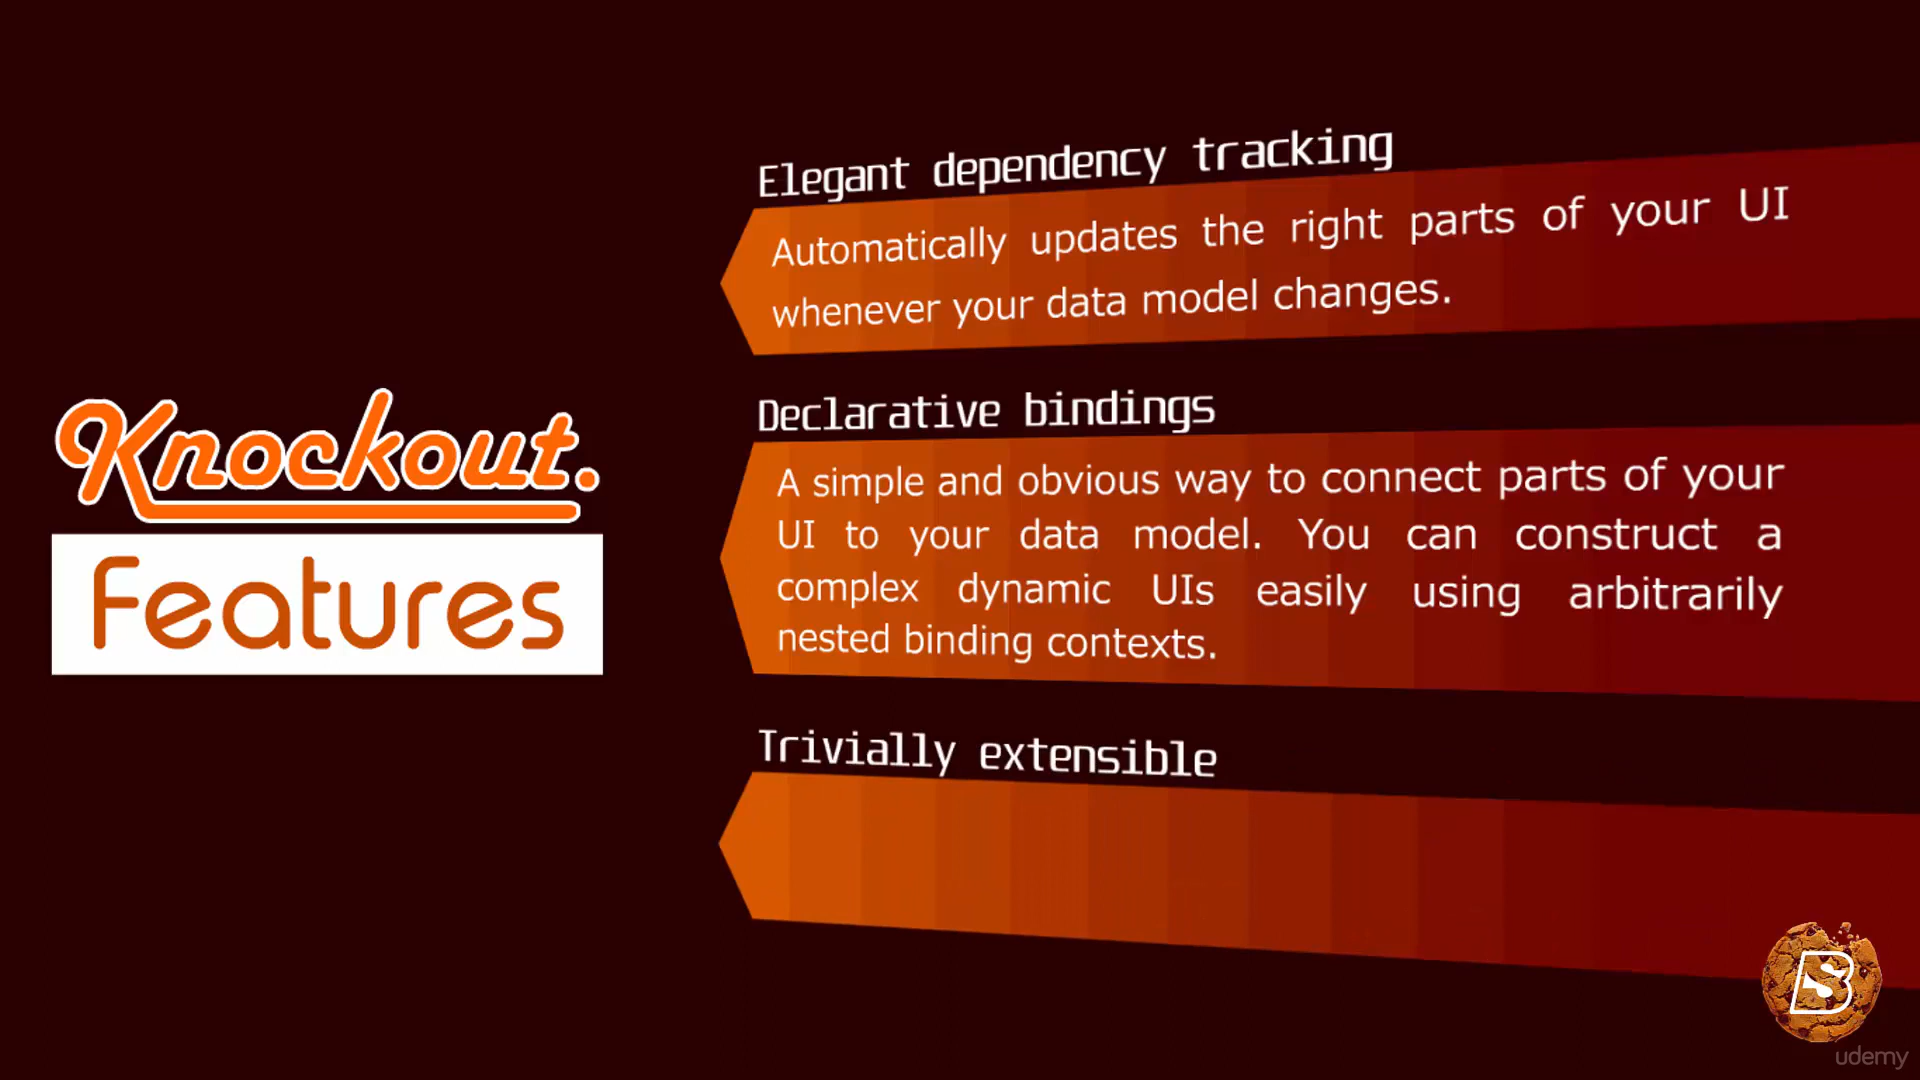 Knockout.
Features
Elegant dependency tracking
Automatically updates the right parts of your UI
whenever your data model changes.
Declarative bindings
A simple and obvious way to connect parts of your
UI to your data model. You can construct a
complex dynamic UIs easily using arbitrarily
nested binding contexts.
Trivially extensible
B
udemy